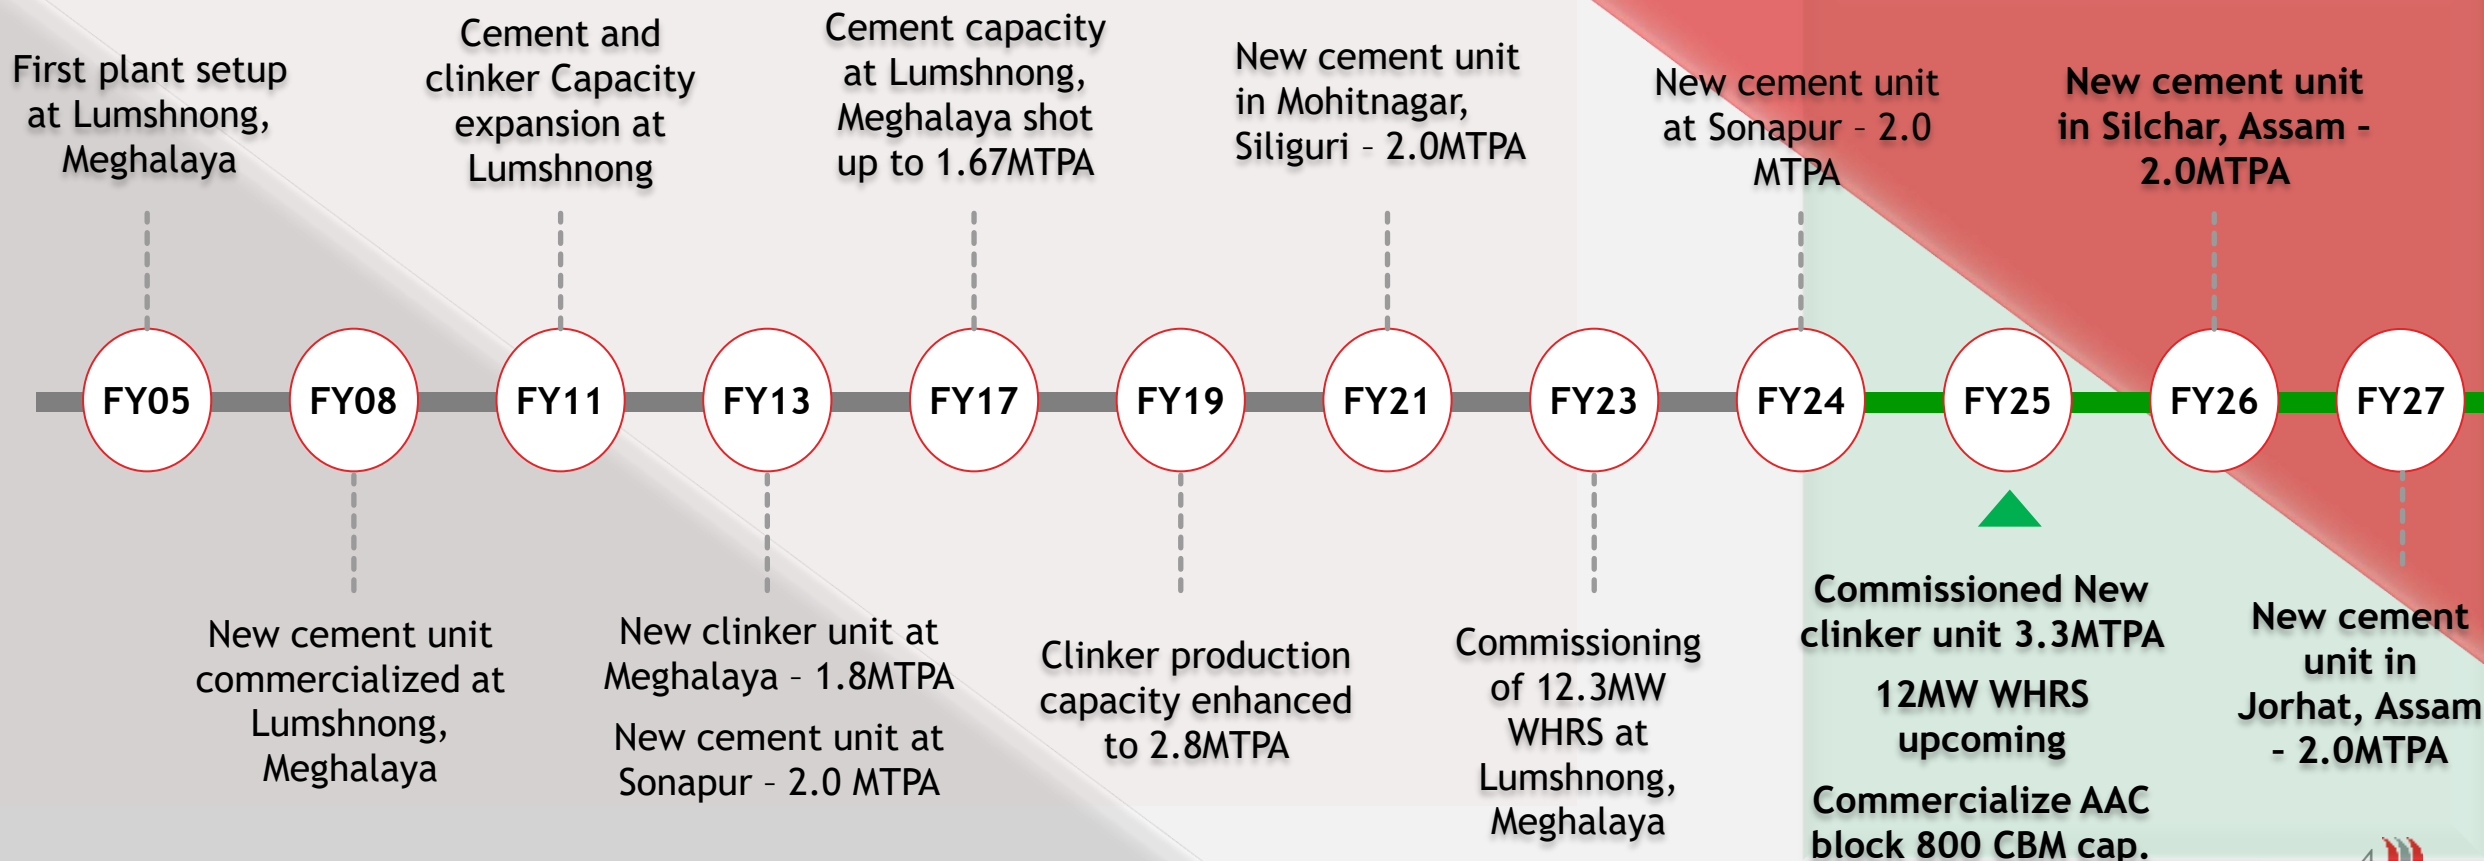 First plant setup
at Lumshnong,
Meghalaya
Cement and
clinker Capacity
expansion at
Lumshnong
Cement capacity
at Lumshnong,
Meghalaya shot
up to 1.67MTPA
New cement unit
in Mohitnagar,
Siliguri – 2.0MTPA
New cement unit
at Sonapur – 2.0
MTPA
New cement unit
in Silchar, Assam –
2.0MTPA
FY05
FY08
FY11
FY13
FY17
FY19
FY21
FY23
FY24
FY25
FY26
FY27
New cement unit
commercialized at
Lumshnong,
Meghalaya
New clinker unit at
Meghalaya – 1.8MTPA
New cement unit at
Sonapur – 2.0 MTPA
Clinker production
capacity enhanced
to 2.8MTPA
Commissioning
of 12.3MW
WHRS at
Lumshnong,
Meghalaya
Commissioned New
clinker unit 3.3MTPA
12MW WHRS
upcoming
Commercialize AAC
block 800 CBM cap.
New cement
unit in
Jorhat, Assam
– 2.0MTPA
4